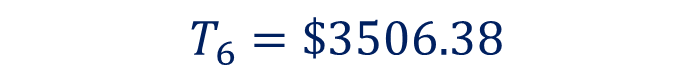 T₆ = $3506.38